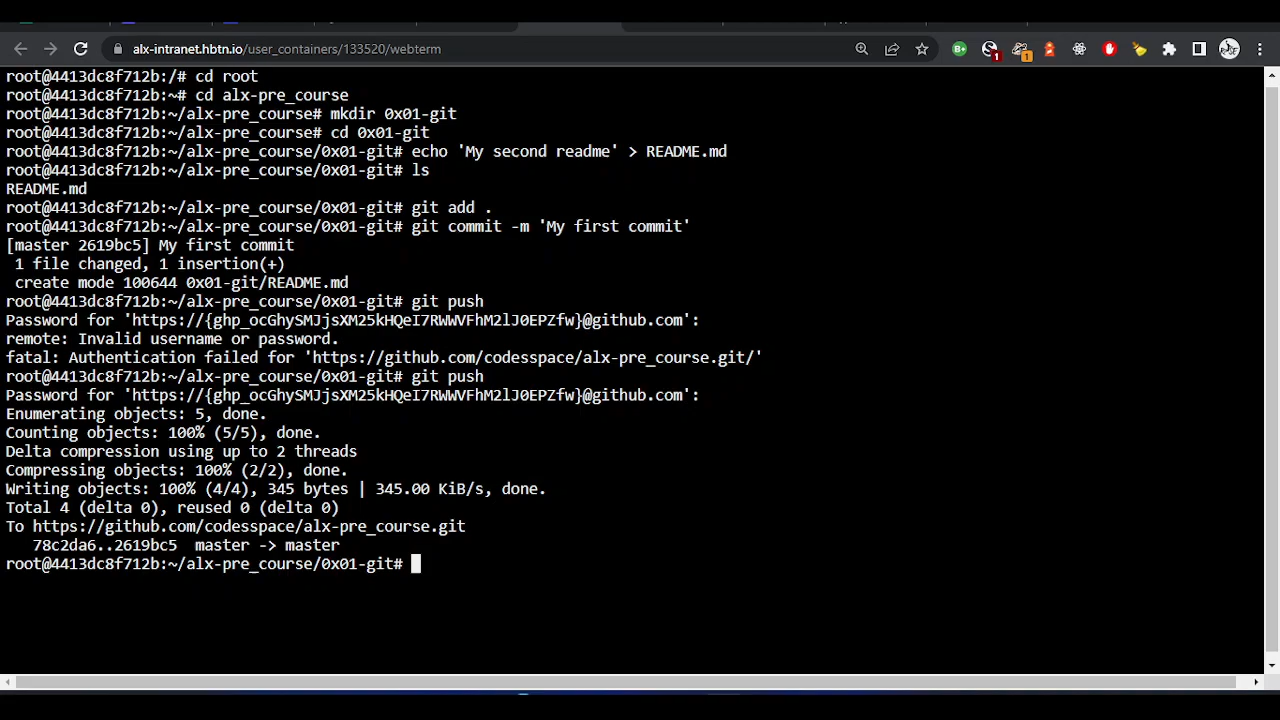 alx-intranet.hbtn.io/user_containers/133520/webterm
root@4413dc8f712b:/# cd root
root@4413dc8f712b:~# cd alx-pre_course
root@4413dc8f712b:~/alx-pre_course# mkdir 0x01-git
root@4413dc8f712b:~/alx-pre_course# cd 0x01-git
root@4413dc8f712b:~/alx-pre_course/0x01-git# echo 'My second readme' > README.md
root@4413dc8f712b:~/alx-pre_course/0x01-git# ls
README.md
root@4413dc8f712b:~/alx-pre_course/0x01-git# git add .
root@4413dc8f712b:~/alx-pre_course/0x01-git# git commit -m 'My first commit'
[master 2619bc5] My first commit
1 file changed, 1 insertion(+)
create mode 100644 0x01-git/README.md
root@4413dc8f712b:~/alx-pre_course/0x01-git# git push
Password for 'https://{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}@github.com':
remote: Invalid username or password.
fatal: Authentication failed for 'https://github.com/codesspace/alx-pre_course.git/'
root@4413dc8f712b:~/alx-pre_course/0x01-git# git push
Password for 'https://{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}@github.com':
Enumerating objects: 5, done.
Counting objects: 100% (5/5), done.
Delta compression using up to 2 threads
Compressing objects: 100% (2/2), done.
Writing objects: 100% (4/4), 345 bytes | 345.00 KiB/s, done.
Total 4 (delta 0), reused 0 (delta 0)
To https://github.com/codesspace/alx-pre_course.git
78c2da6..2619bc5  master -> master
root@4413dc8f712b:~/alx-pre_course/0x01-git#